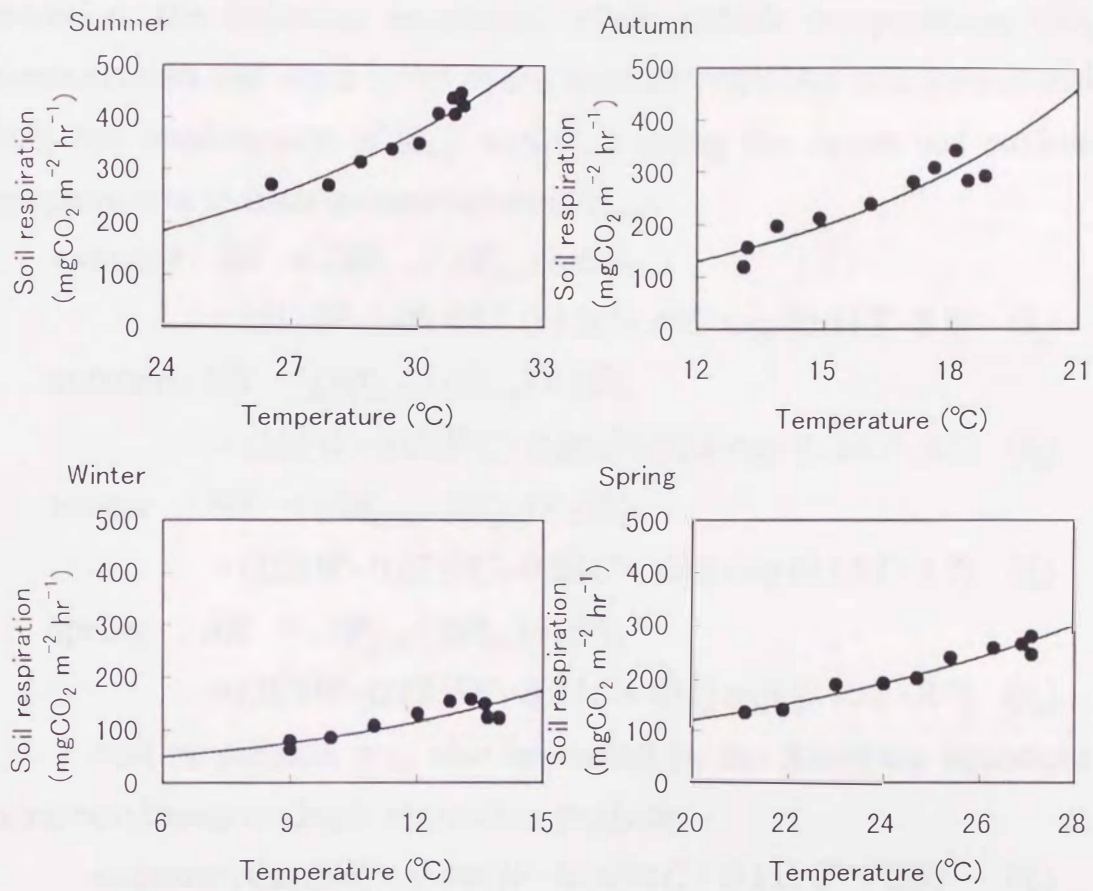 Summer
Soil respiration
(mgCO₂ m⁻² hr⁻¹)
500
400
300
200
100
0
24
27
30
33
Temperature (℃)
Autumn
Soil respiration
(mgCO₂ m⁻² hr⁻¹)
500
400
300
200
100
0
12
15
18
21
Temperature (℃)
Winter
Soil respiration
(mgCO₂ m⁻² hr⁻¹)
500
400
300
200
100
0
6
9
12
15
Temperature (℃)
Spring
Soil respiration
(mgCO₂ m⁻² hr⁻¹)
500
400
300
200
100
0
20
22
24
26
28
Temperature (℃)